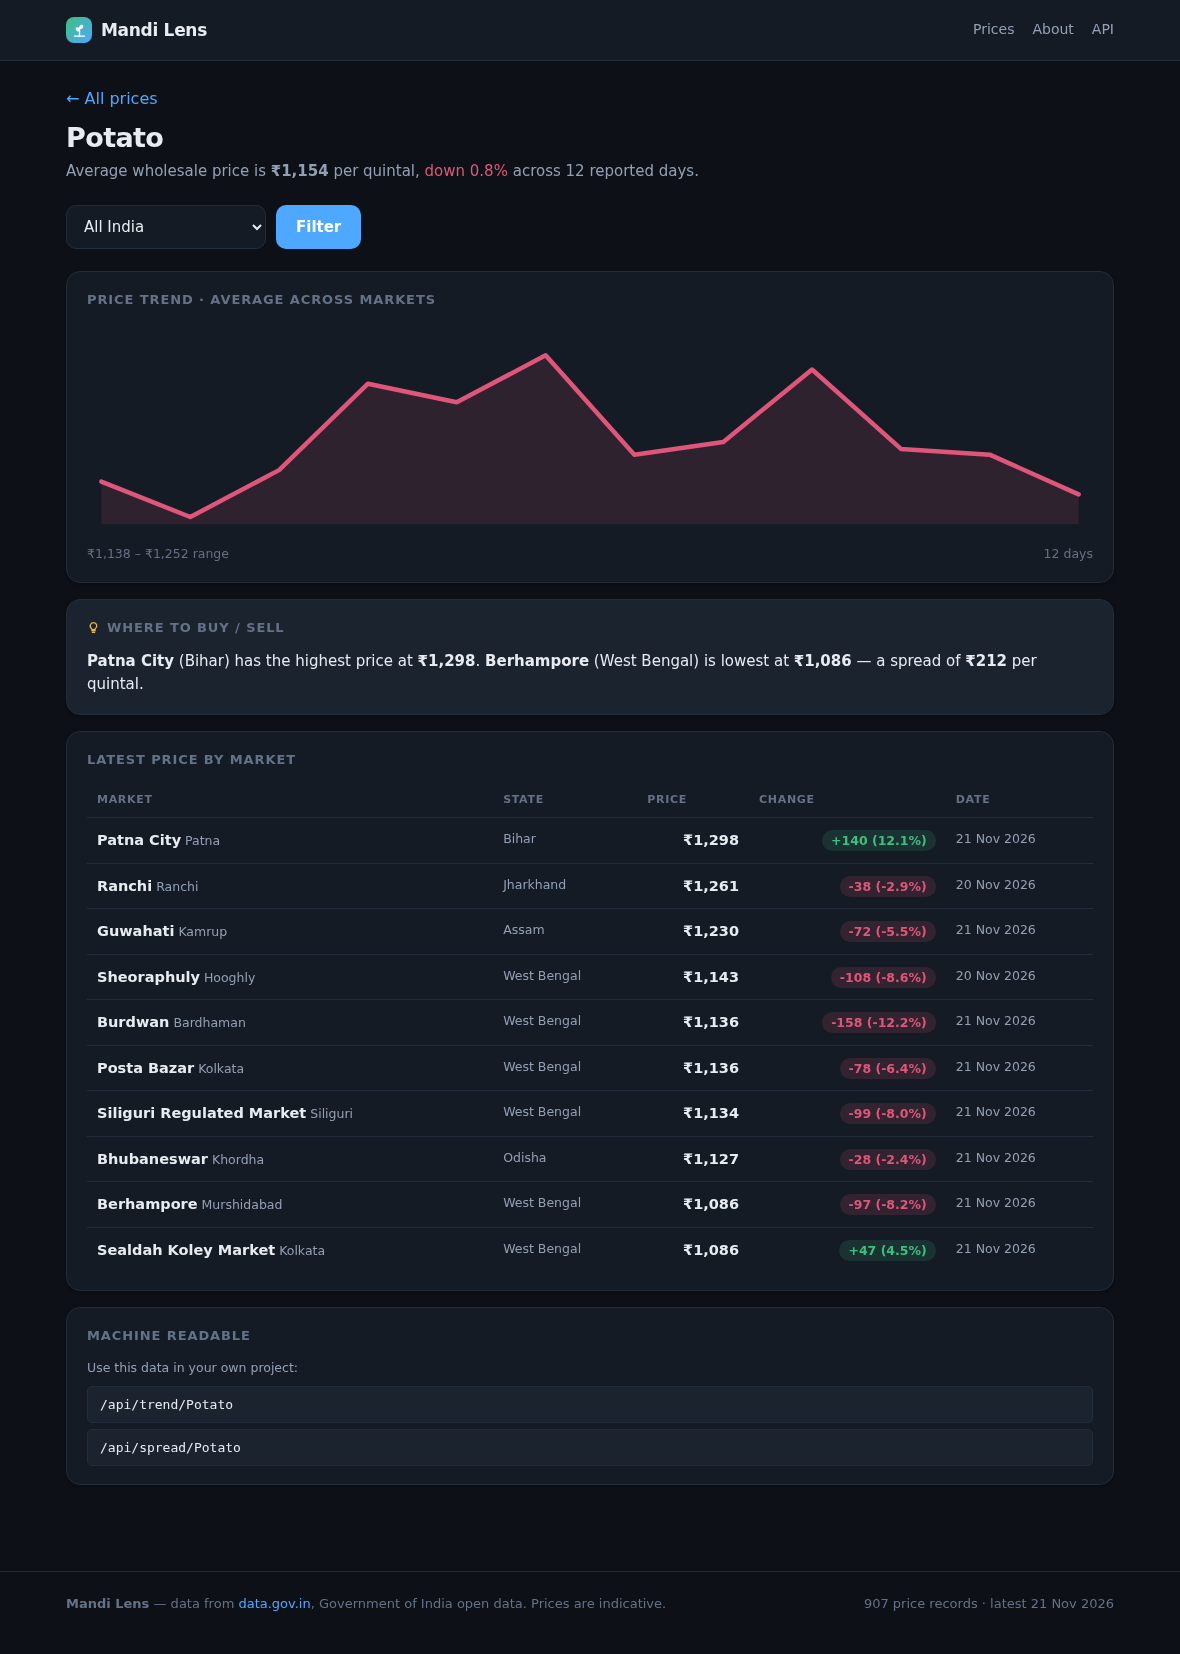 Mandi Lens
Prices About API
← All prices
Potato
Average wholesale price is ₹1,154 per quintal, down 0.8% across 12 reported days.
All India
Filter
PRICE TREND · AVERAGE ACROSS MARKETS
₹1,138 – ₹1,252 range
12 days
WHERE TO BUY / SELL
Patna City (Bihar) has the highest price at ₹1,298. Berhampore (West Bengal) is lowest at ₹1,086 — a spread of ₹212 per
quintal.
LATEST PRICE BY MARKET
MARKET STATE PRICE CHANGE DATE
Patna City Patna Bihar ₹1,298 +140 (12.1%) 21 Nov 2026
Ranchi Ranchi Jharkhand ₹1,261 -38 (-2.9%) 20 Nov 2026
Guwahati Kamrup Assam ₹1,230 -72 (-5.5%) 21 Nov 2026
Sheoraphuly Hooghly West Bengal ₹1,143 -108 (-8.6%) 20 Nov 2026
Burdwan Bardhaman West Bengal ₹1,136 -158 (-12.2%) 21 Nov 2026
Posta Bazar Kolkata West Bengal ₹1,136 -78 (-6.4%) 21 Nov 2026
Siliguri Regulated Market Siliguri West Bengal ₹1,134 -99 (-8.0%) 21 Nov 2026
Bhubaneswar Khordha Odisha ₹1,127 -28 (-2.4%) 21 Nov 2026
Berhampore Murshidabad West Bengal ₹1,086 -97 (-8.2%) 21 Nov 2026
Sealdah Koley Market Kolkata West Bengal ₹1,086 +47 (4.5%) 21 Nov 2026
MACHINE READABLE
Use this data in your own project:
/api/trend/Potato
/api/spread/Potato
Mandi Lens — data from data.gov.in, Government of India open data. Prices are indicative.
907 price records · latest 21 Nov 2026